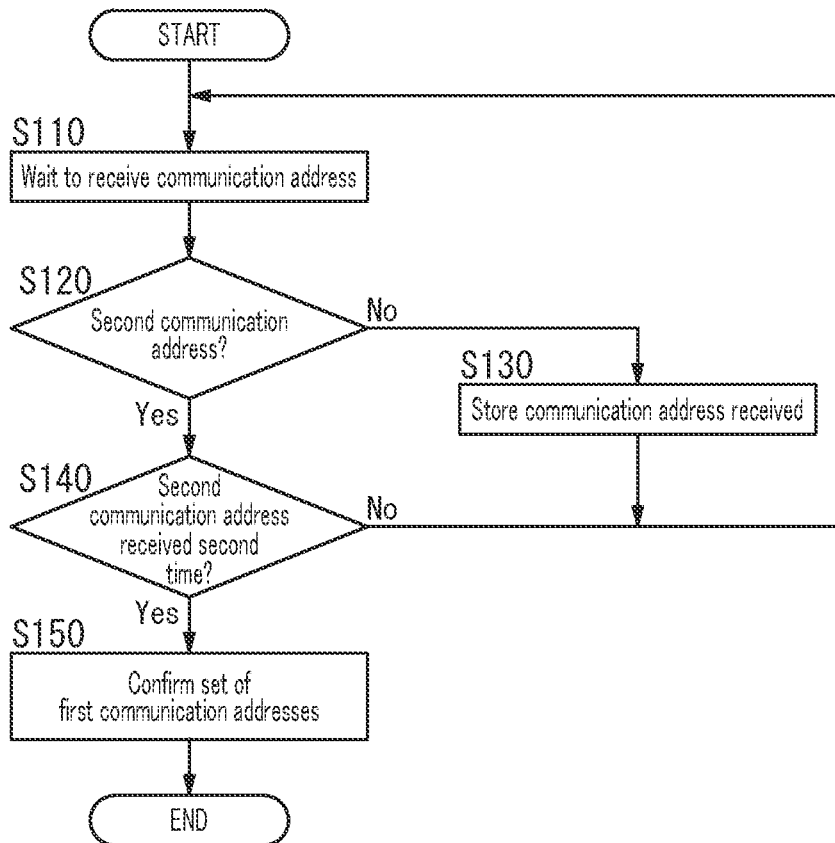 START
S110
Wait to receive communication address
S120
Second communication
address?
No
S130
Store communication address received
Yes
S140
Second
communication address
received second
time?
No
Yes
S150
Confirm set of
first communication addresses
END